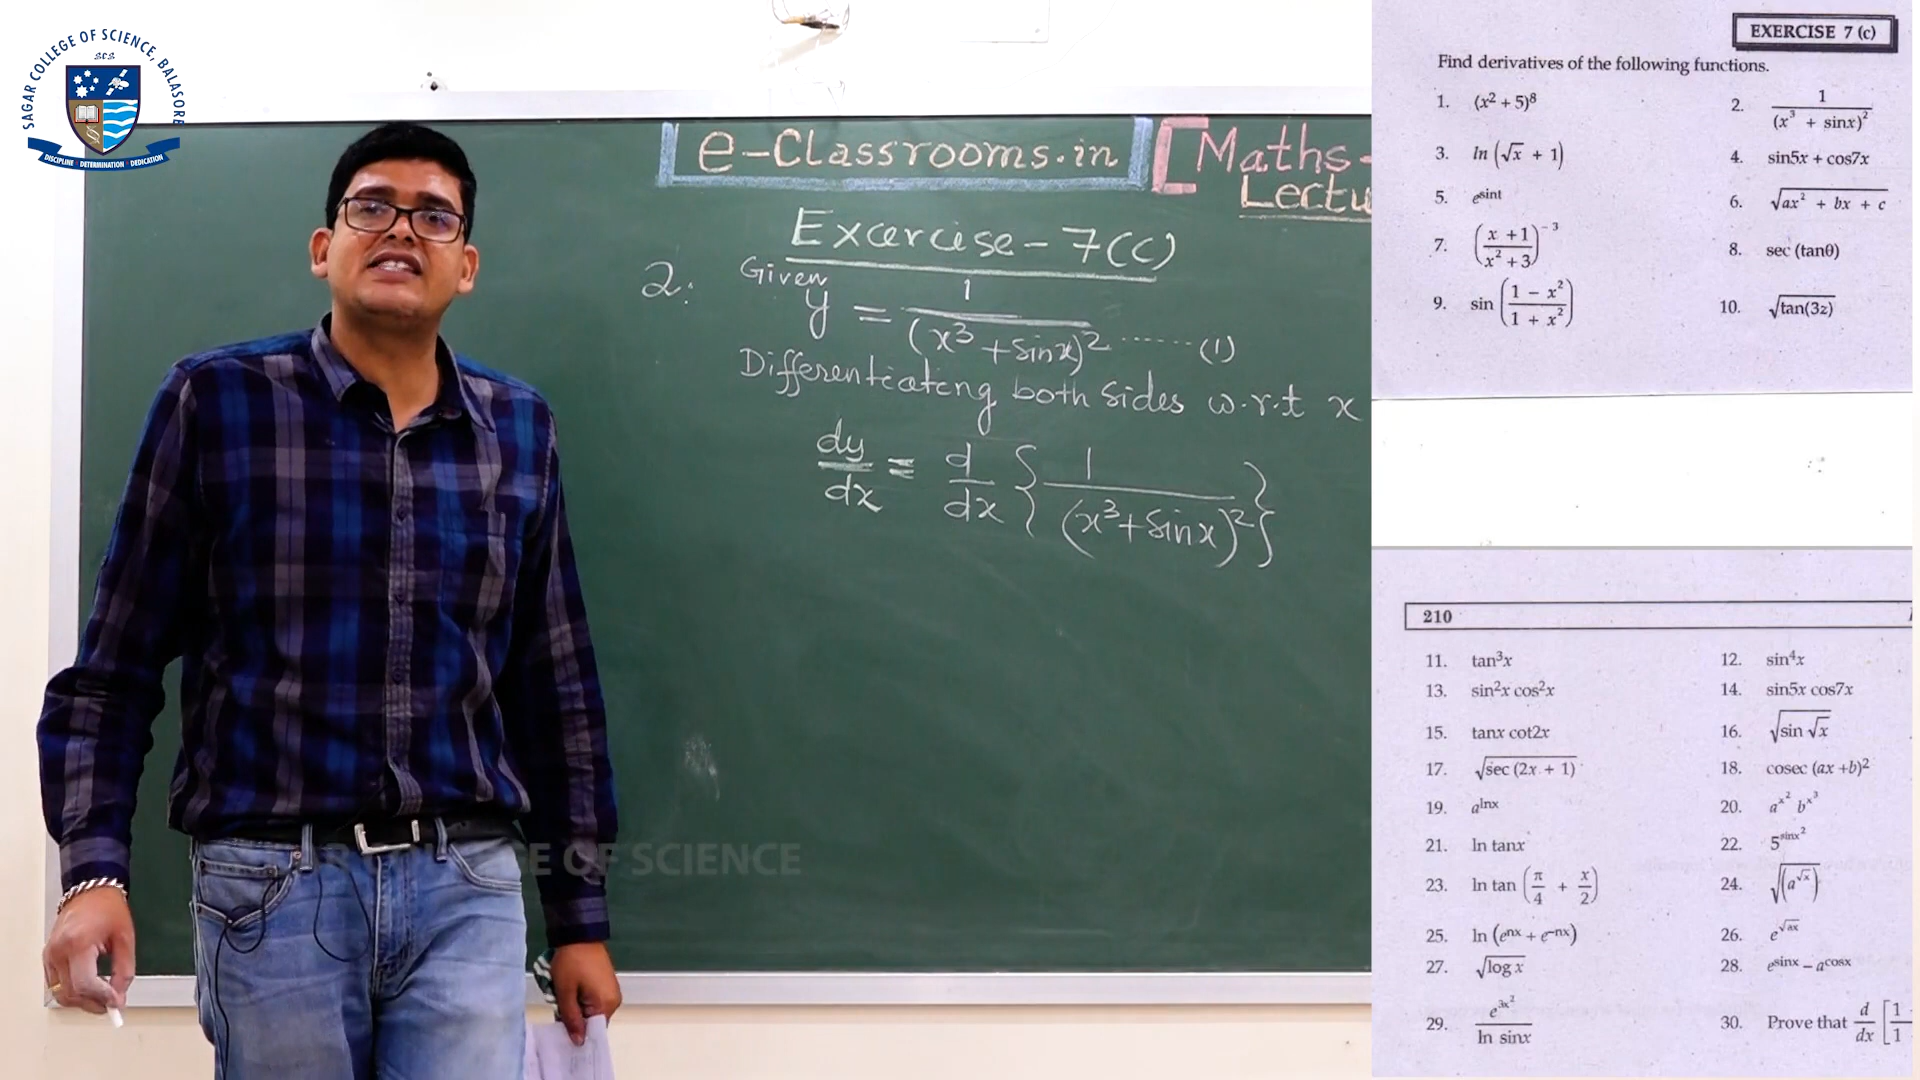 SAGAR COLLEGE OF SCIENCE, BALASORE
S.C.S
DISCIPLINE DETERMINATION DEDICATION
e-Classrooms.in
[Maths-
Lectu
Excercise-7(C)
2:
Given
y = 1/(x³+sinx)² ......(1)
Differenticating both sides w.r.t x
dy/dx = d/dx {1/(x³+sinx)²}
E OF SCIENCE
EXERCISE 7 (c)
Find derivatives of the following functions.
1. (x² + 5)⁸
2. 1/(x³ + sinx)²
3. ln (√x + 1)
4. sin5x + cos7x
5. e^sint
6. √(ax² + bx + c)
7. ((x +1)/(x² + 3))⁻³
8. sec (tanθ)
9. sin ((1 − x²)/(1 + x²))
10. √tan(3z)
210
11. tan³x
12. sin⁴x
13. sin²x cos²x
14. sin5x cos7x
15. tanx cot2x
16. √(sin √x)
17. √(sec (2x + 1))
18. cosec (ax +b)²
19. a^lnx
20. a^x² b^x³
21. ln tanx
22. 5^sinx²
23. ln tan (π/4 + x/2)
24. √(a^√x)
25. ln (e^nx + e^−nx)
26. e^√ax
27. √(log x)
28. e^sinx − a^cosx
29. e^3x²/ln sinx
30. Prove that d/dx [1/1